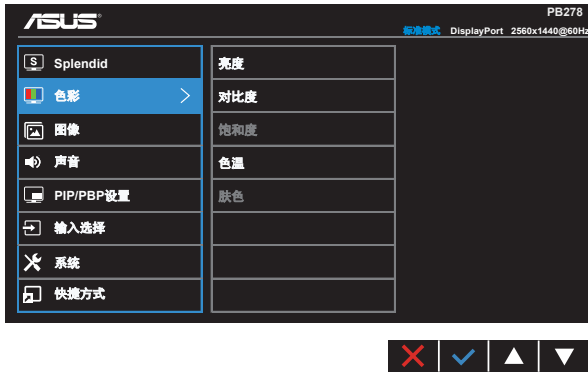 ASUS
PB278
标准模式 DisplayPort 2560x1440@60Hz
S Splendid
色彩
图像
声音
PIP/PBP设置
输入选择
系统
快捷方式
亮度
对比度
饱和度
色温
肤色